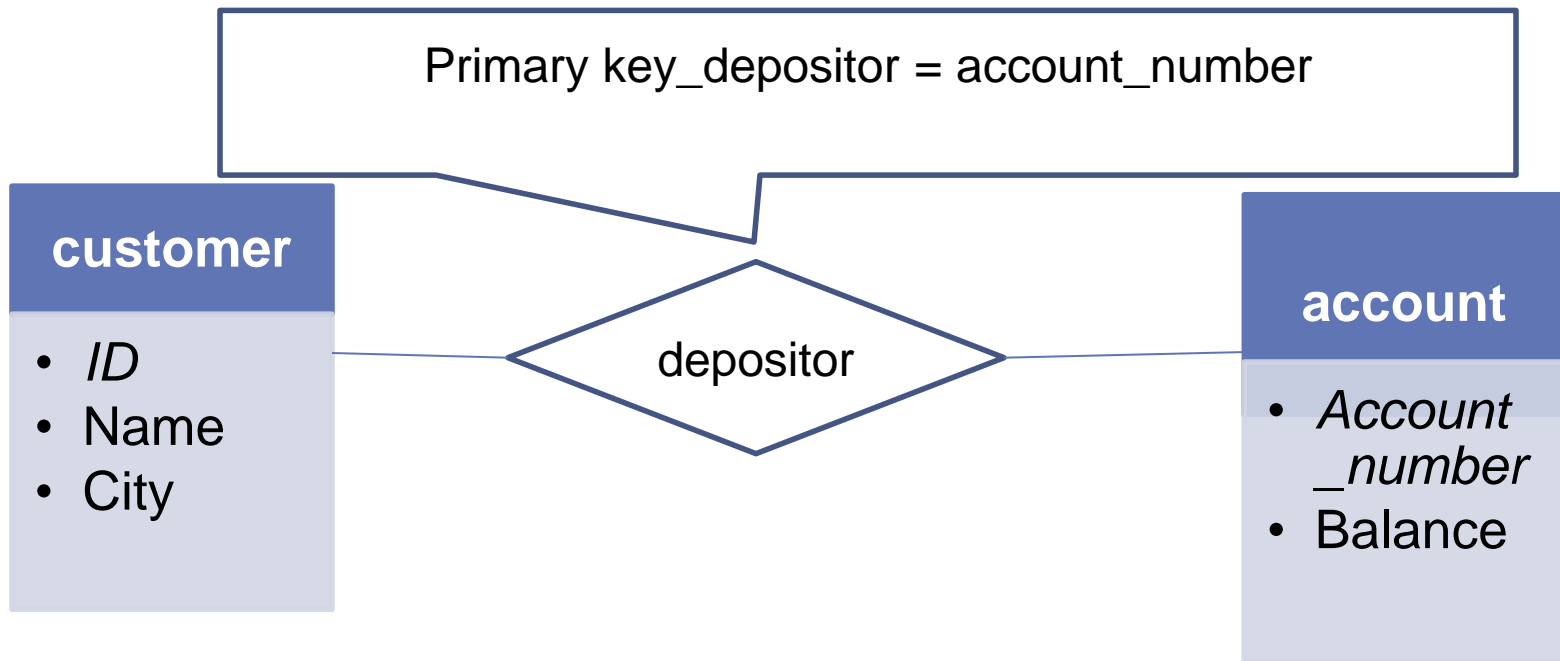 Primary key_depositor = account_number
customer
• ID
• Name
• City
depositor
account
• Account
_number
• Balance